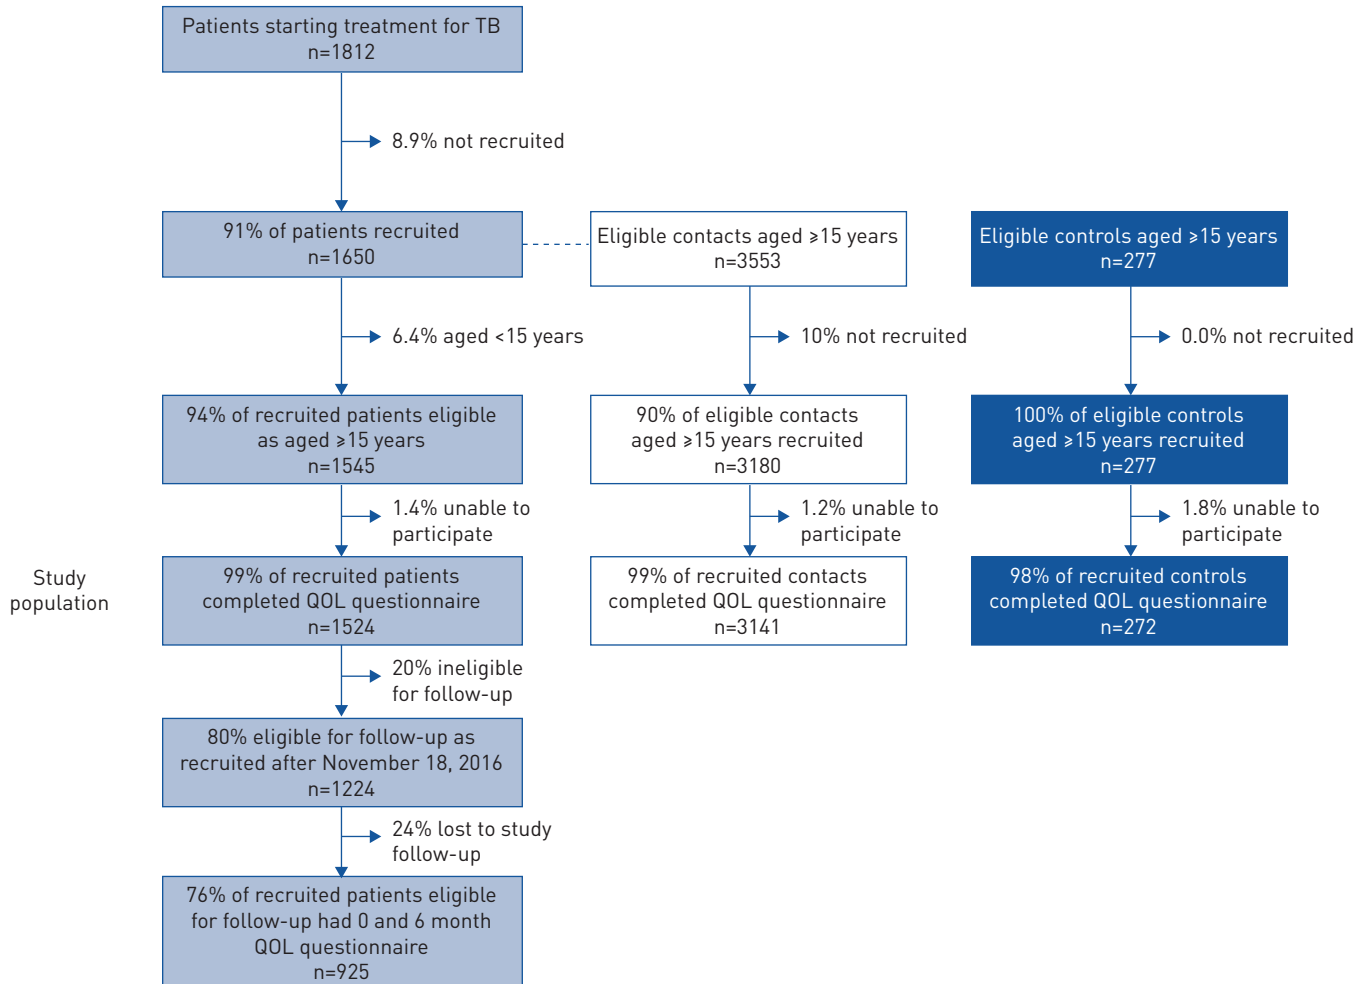 Patients starting treatment for TB
n=1812
8.9% not recruited
91% of patients recruited
n=1650
Eligible contacts aged ≥15 years
n=3553
Eligible controls aged ≥15 years
n=277
6.4% aged <15 years
10% not recruited
0.0% not recruited
94% of recruited patients eligible
as aged ≥15 years
n=1545
90% of eligible contacts
aged ≥15 years recruited
n=3180
100% of eligible controls
aged ≥15 years recruited
n=277
1.4% unable to
participate
1.2% unable to
participate
1.8% unable to
participate
Study
population
99% of recruited patients
completed QOL questionnaire
n=1524
99% of recruited contacts
completed QOL questionnaire
n=3141
98% of recruited controls
completed QOL questionnaire
n=272
20% ineligible
for follow-up
80% eligible for follow-up as
recruited after November 18, 2016
n=1224
24% lost to study
follow-up
76% of recruited patients eligible
for follow-up had 0 and 6 month
QOL questionnaire
n=925